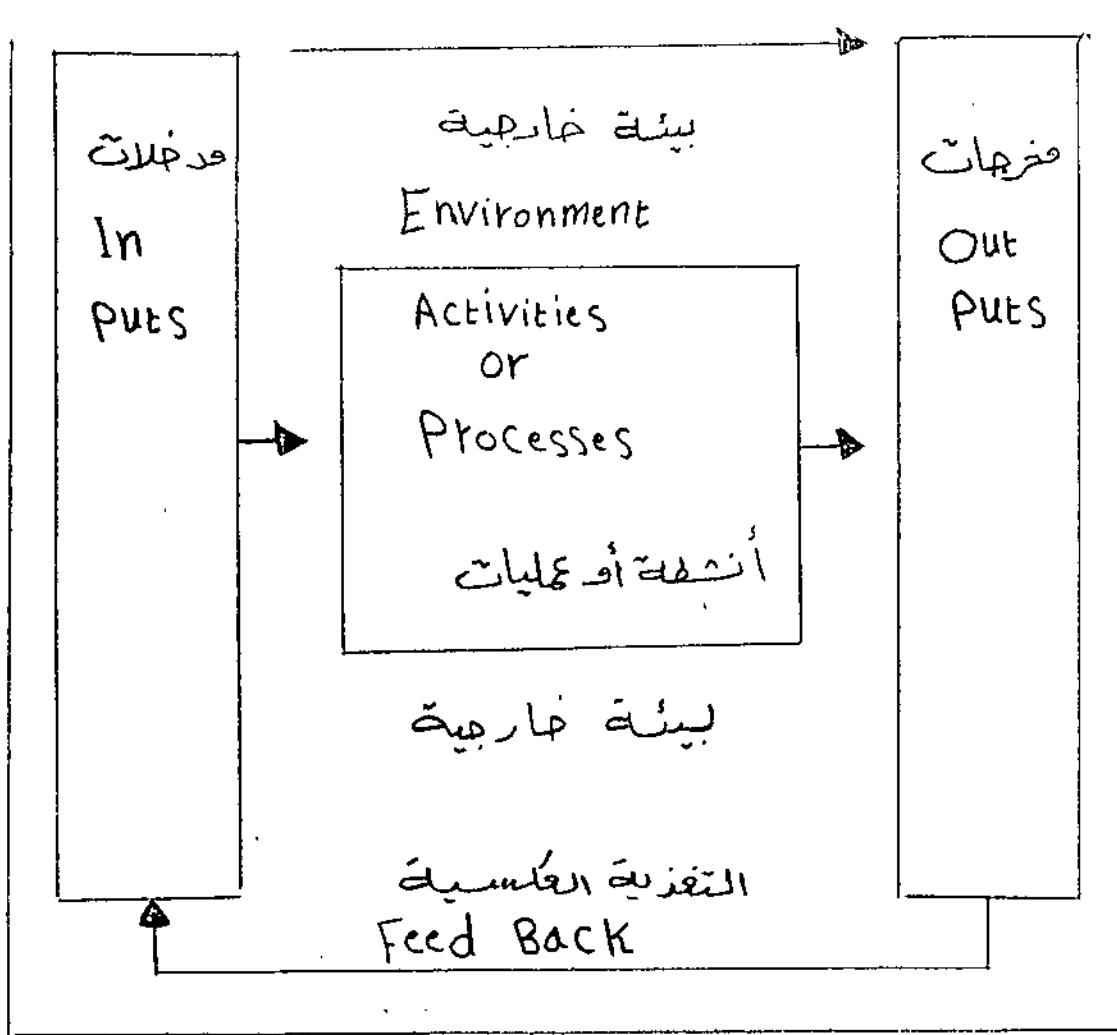 مدخلات
In
puts
بيئة خارجية
Environment
Activities
or
Processes
أنشطة أو عمليات
بيئة خارجية
مخرجات
Out
puts
التغذية العكسية
Feed Back